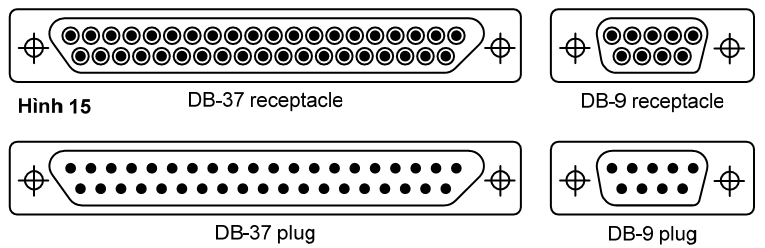 DB-37 receptacle
DB-9 receptacle
Hình 15
DB-37 plug
DB-9 plug